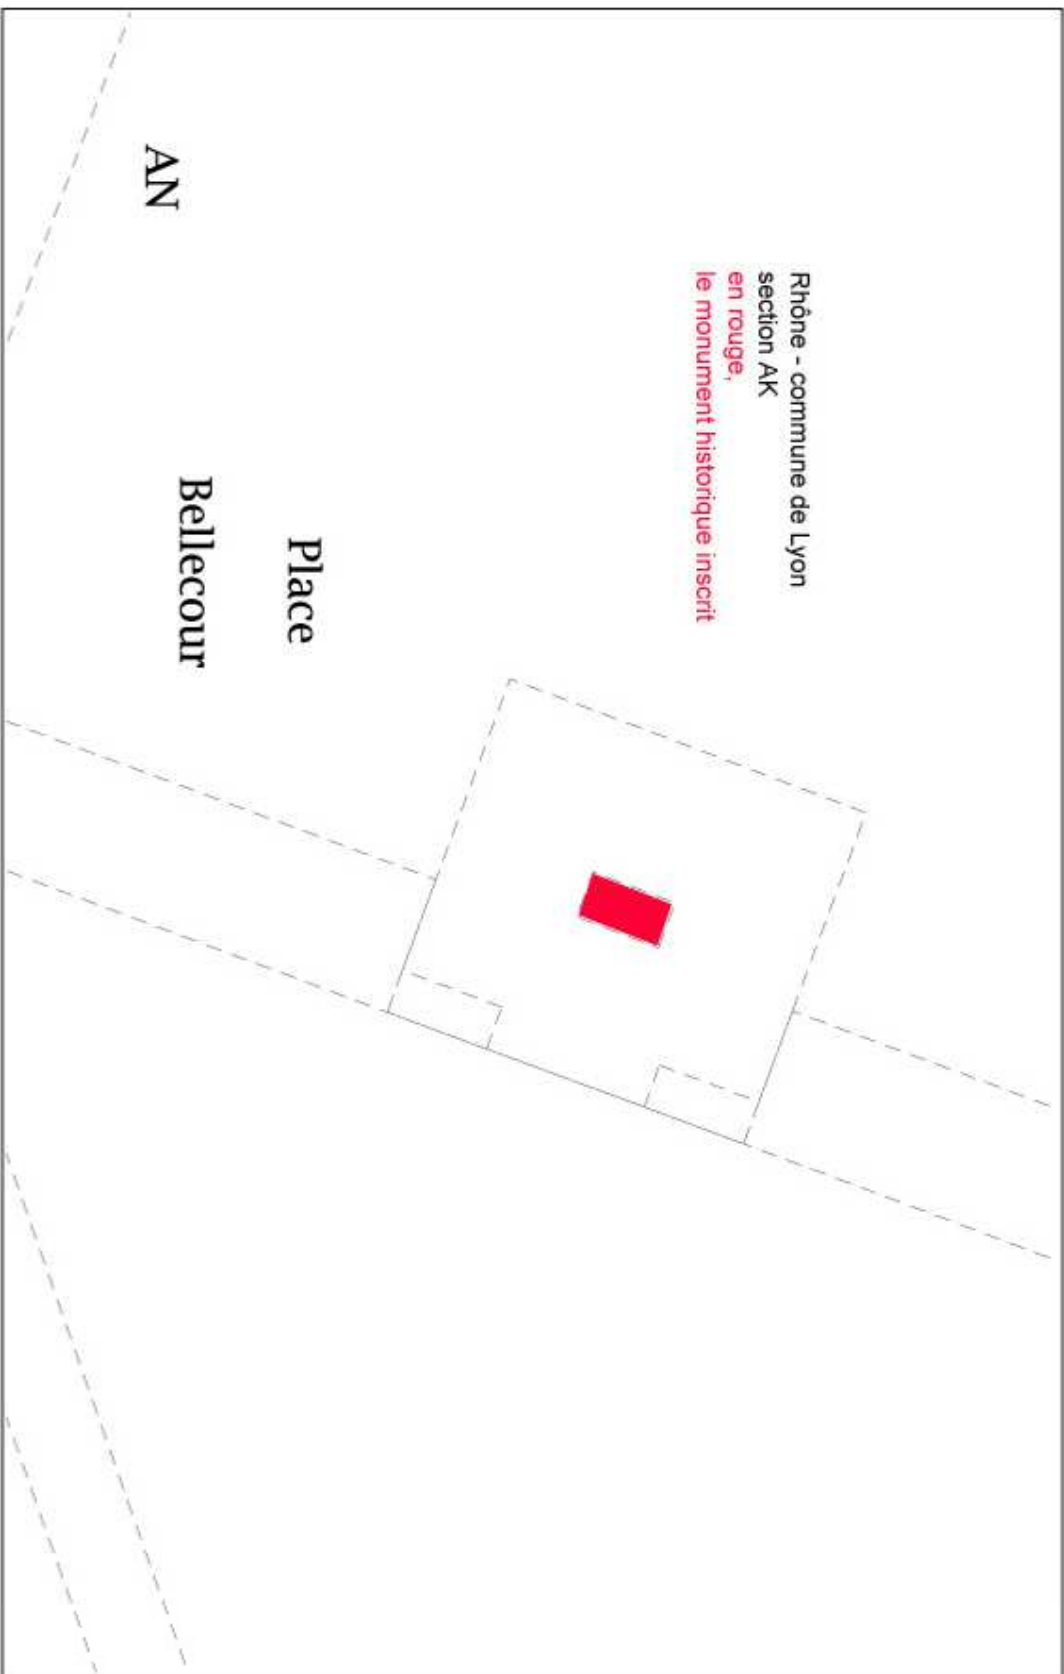 Rhône - commune de Lyon
section AK
en rouge,
le monument historique inscrit
Place
Bellecour
AN